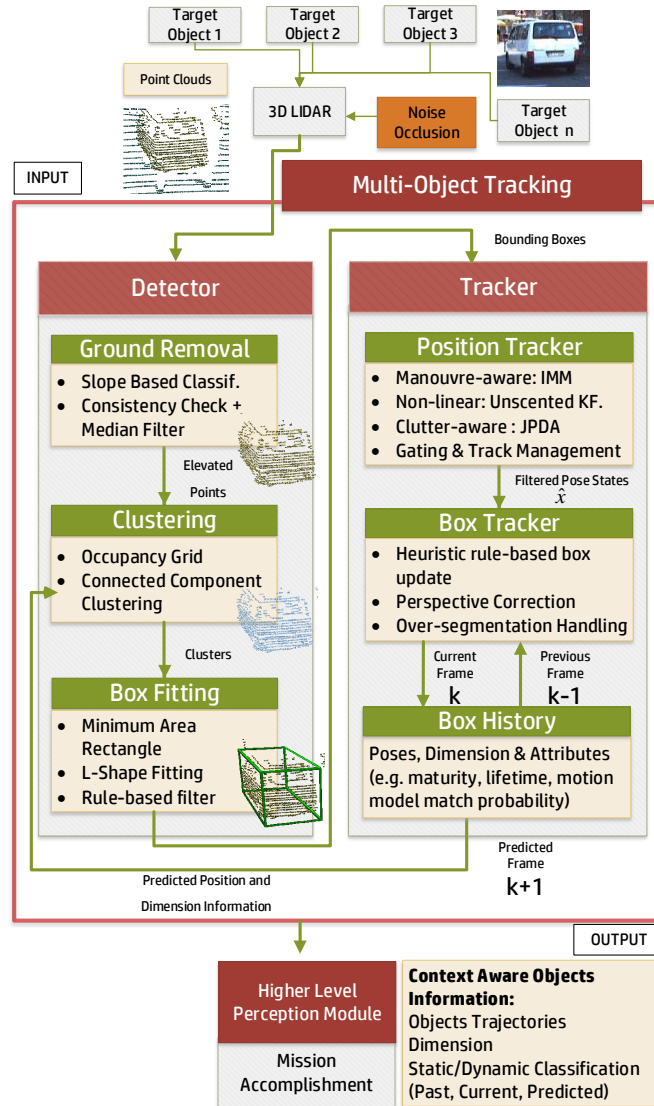 Target
Object 1
Target
Object 2
Target
Object 3
Point Clouds
3D LIDAR
Noise
Occlusion
Target
Object n
INPUT
Multi-Object Tracking
Bounding Boxes
Detector
Ground Removal
• Slope Based Classif.
• Consistency Check +
Median Filter
Elevated
Points
Clustering
• Occupancy Grid
• Connected Component
Clustering
Clusters
Box Fitting
• Minimum Area
Rectangle
• L-Shape Fitting
• Rule-based filter
Tracker
Position Tracker
• Manouvre-aware: IMM
• Non-linear: Unscented KF.
• Clutter-aware : JPDA
• Gating & Track Management
Filtered Pose States
x̂
Box Tracker
• Heuristic rule-based box
update
• Perspective Correction
• Over-segmentation Handling
Current
Frame
k
Previous
Frame
k-1
Box History
Poses, Dimension & Attributes
(e.g. maturity, lifetime, motion
model match probability)
Predicted
Frame
k+1
Predicted Position and
Dimension Information
OUTPUT
Higher Level
Perception Module
Mission
Accomplishment
Context Aware Objects
Information:
Objects Trajectories
Dimension
Static/Dynamic Classification
(Past, Current, Predicted)